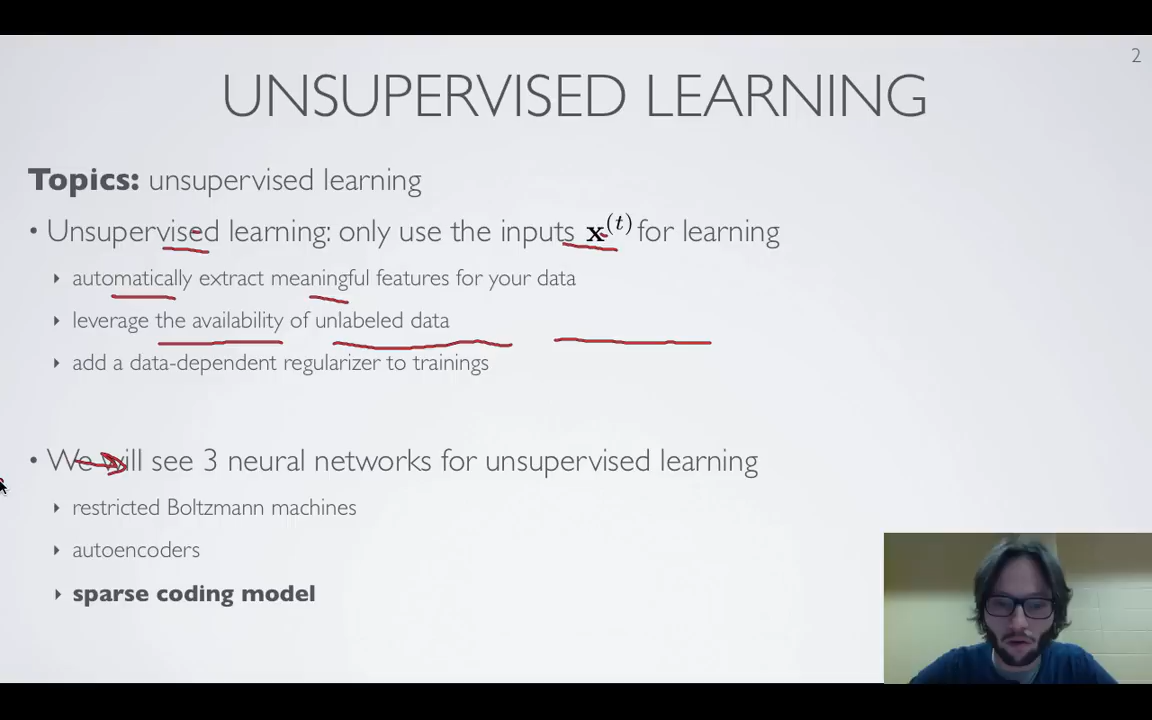 2
UNSUPERVISED LEARNING
Topics: unsupervised learning
• Unsupervised learning: only use the inputs x^(t) for learning
‣ automatically extract meaningful features for your data
‣ leverage the availability of unlabeled data
‣ add a data-dependent regularizer to trainings
• We will see 3 neural networks for unsupervised learning
‣ restricted Boltzmann machines
‣ autoencoders
‣ sparse coding model